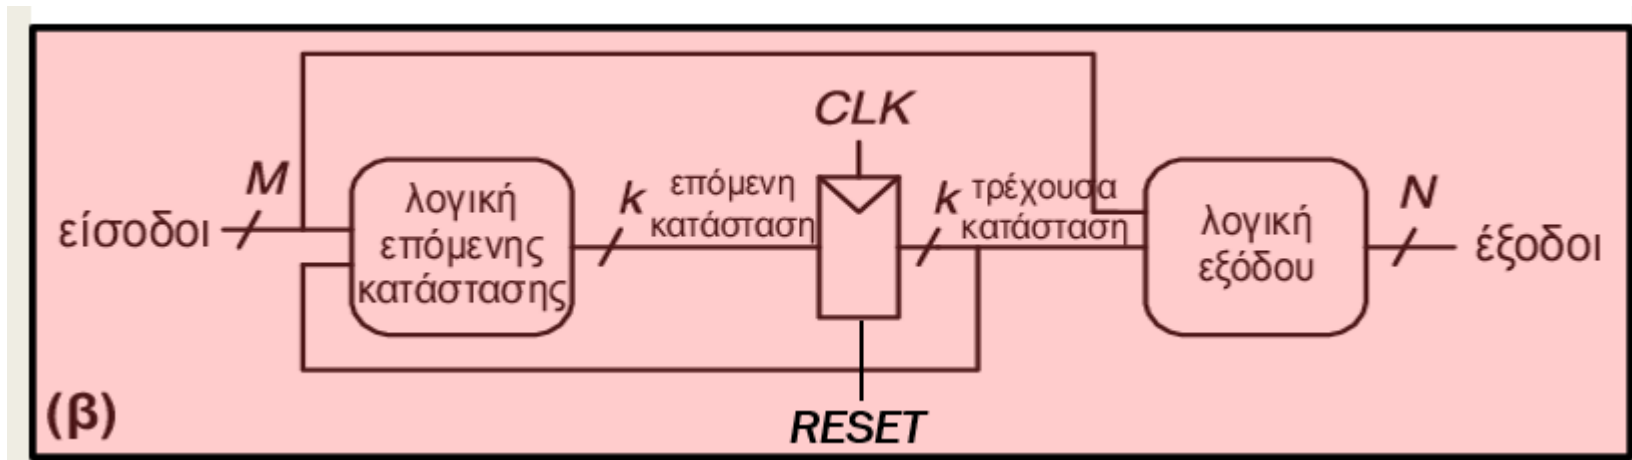 CLK
M
είσοδοι
λογική
επόμενης
κατάστασης
k
επόμενη
κατάσταση
k
τρέχουσα
κατάσταση
λογική
εξόδου
N
έξοδοι
(β)
RESET